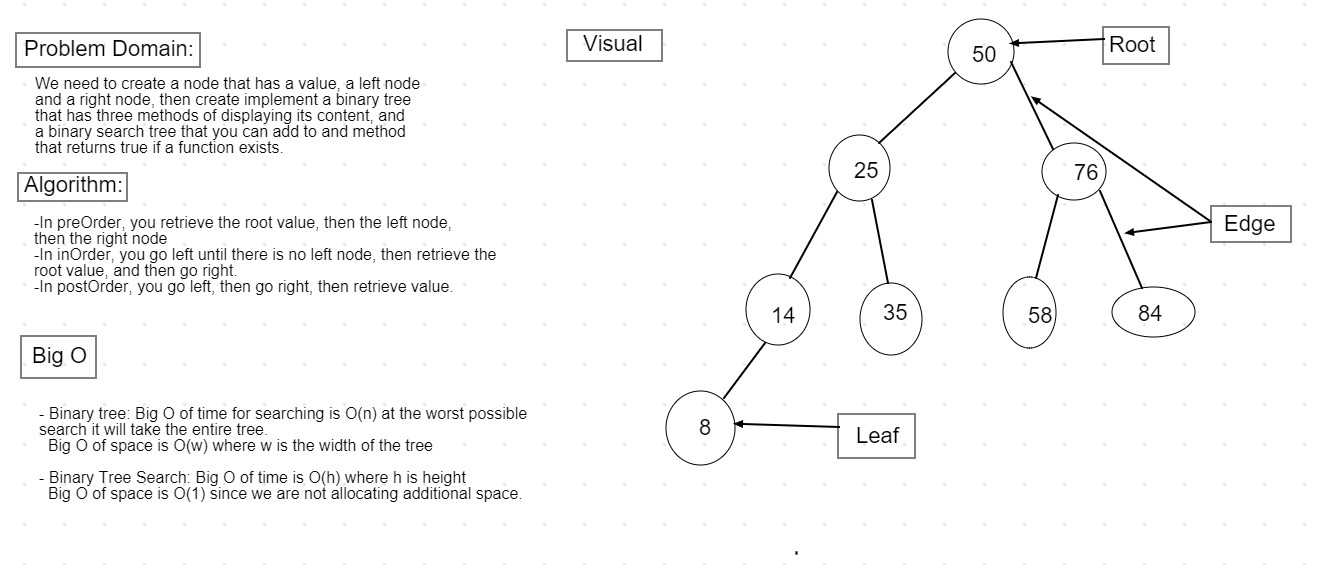 Problem Domain:
We need to create a node that has a value, a left node
and a right node, then create implement a binary tree
that has three methods of displaying its content, and
a binary search tree that you can add to and method
that returns true if a function exists.
Algorithm:
-In preOrder, you retrieve the root value, then the left node,
then the right node
-In inOrder, you go left until there is no left node, then retrieve the
root value, and then go right.
-In postOrder, you go left, then go right, then retrieve value.
Big O
- Binary tree: Big O of time for searching is O(n) at the worst possible
search it will take the entire tree.
Big O of space is O(w) where w is the width of the tree
- Binary Tree Search: Big O of time is O(h) where h is height
Big O of space is O(1) since we are not allocating additional space.
Visual
50
Root
25
76
Edge
14
35
58
84
8
Leaf